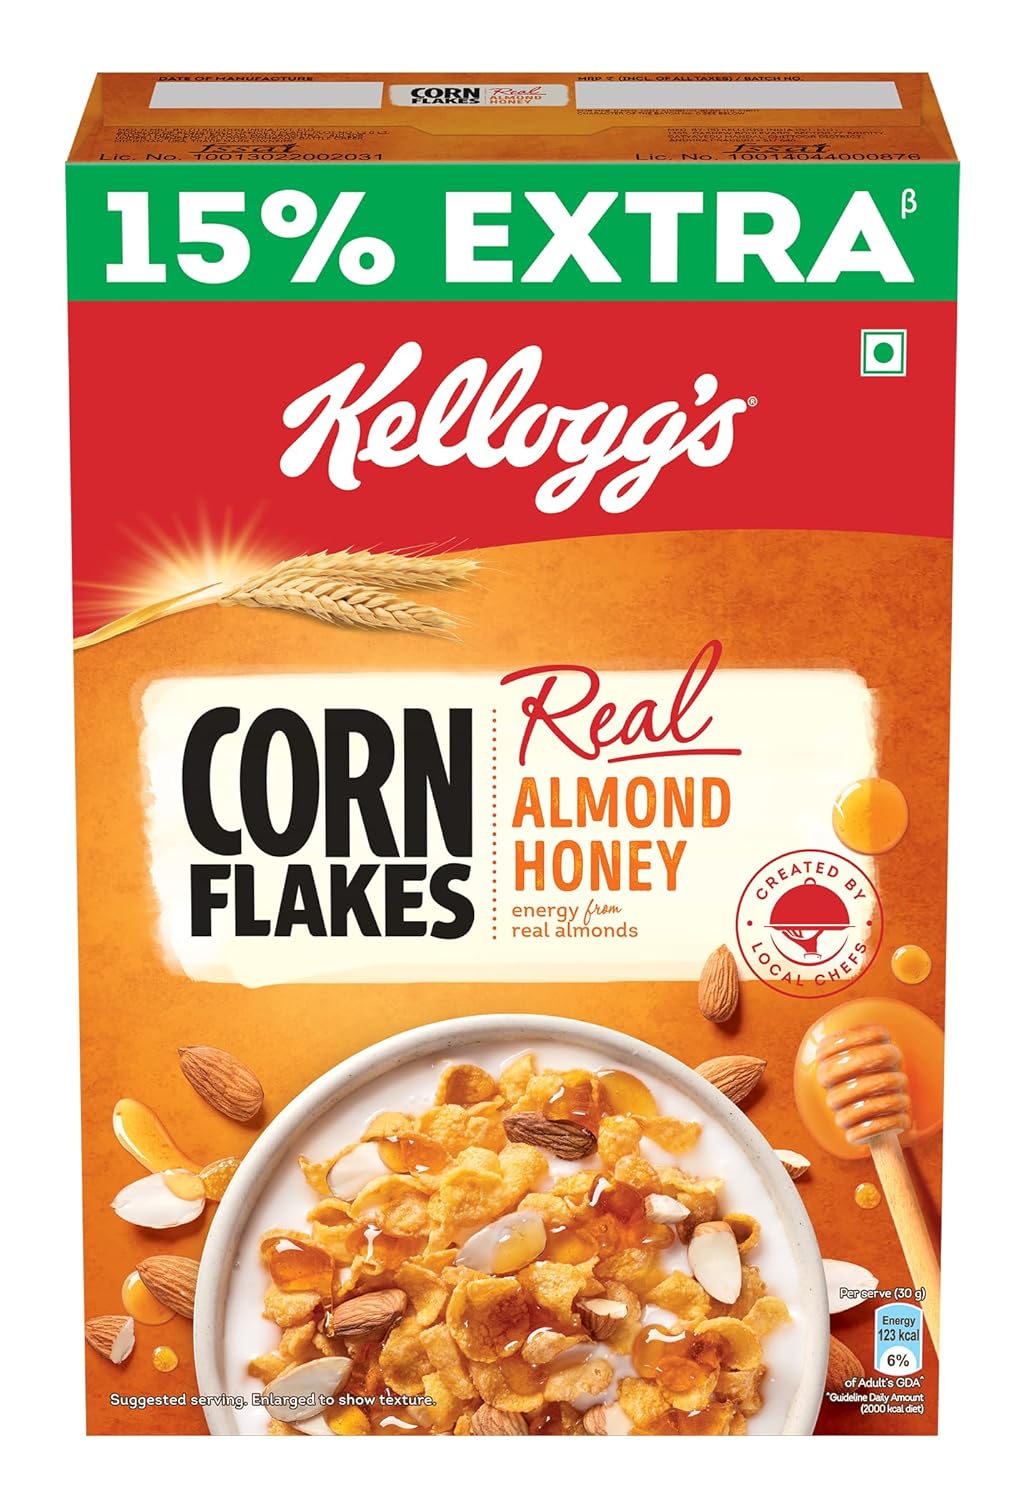 DATE OF MANUFACTURE
MRP ₹ (INCL. OF ALL TAXES) / BATCH NO.
CORN FLAKES
Real
ALMOND
HONEY
fssai
Lic. No. 10013022002031
fssai
Lic. No. 10014044000876
15% EXTRAᵝ
Kellogg's®
CORN
FLAKES
Real
ALMOND
HONEY
energy from
real almonds
CREATED BY
LOCAL CHEFS
Per serve (30 g)
Energy
123 kcal
6%
of Adult's GDA^
^Guideline Daily Amount
(2000 kcal diet)
Suggested serving. Enlarged to show texture.